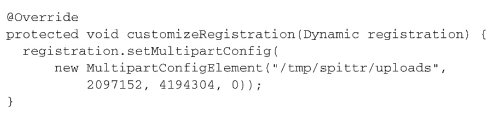 @Override
protected void customizeRegistration(Dynamic registration) {
  registration.setMultipartConfig(
      new MultipartConfigElement("/tmp/spittr/uploads",
          2097152, 4194304, 0));
}